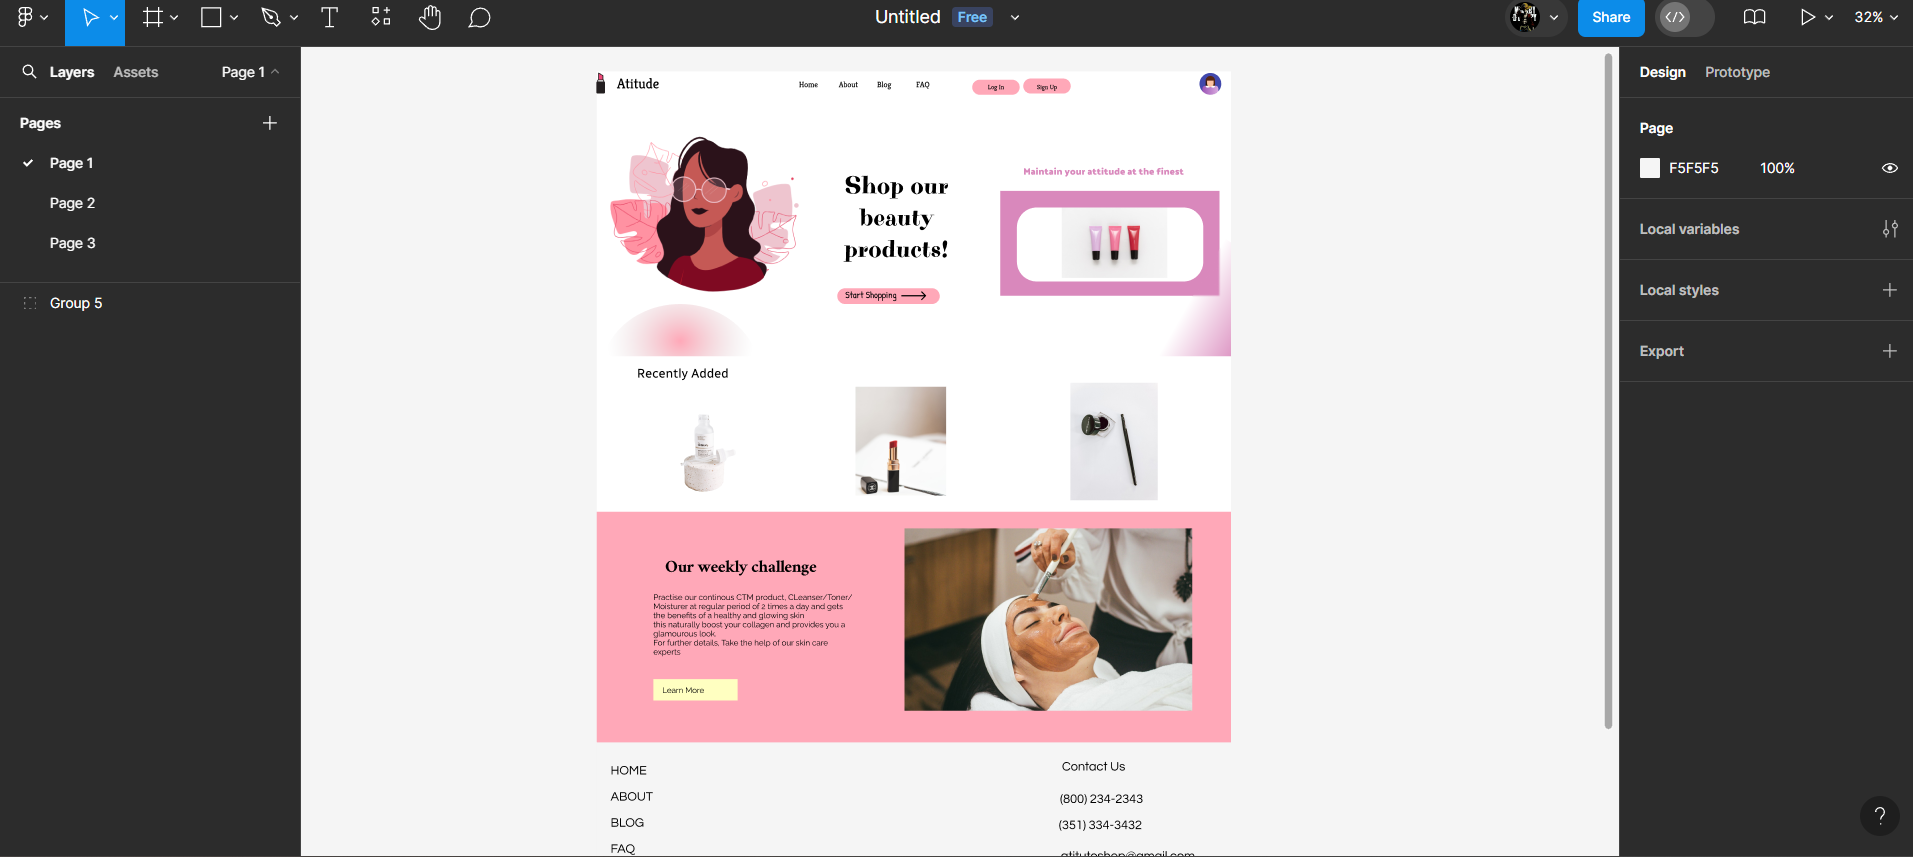 Untitled Free
Share
32%
Layers Assets Page 1
Pages
Page 1
Page 2
Page 3
Group 5
Design Prototype
Page
F5F5F5 100%
Local variables
Local styles
Export
?
Atitude
Home About Blog FAQ Log In Sign Up
Shop our
beauty
products!
Start Shopping
Maintain your attitude at the finest
Recently Added
Our weekly challenge
Practise our continous CTM product, CLeanser/Toner/
Moisturer at regular period of 2 times a day and gets
the benefits of a healthy and glowing skin
this naturally boost your collagen and provides you a
glamourous look.
For further details, Take the help of our skin care
experts
Learn More
HOME
ABOUT
BLOG
FAQ
Contact Us
(800) 234-2343
(351) 334-3432